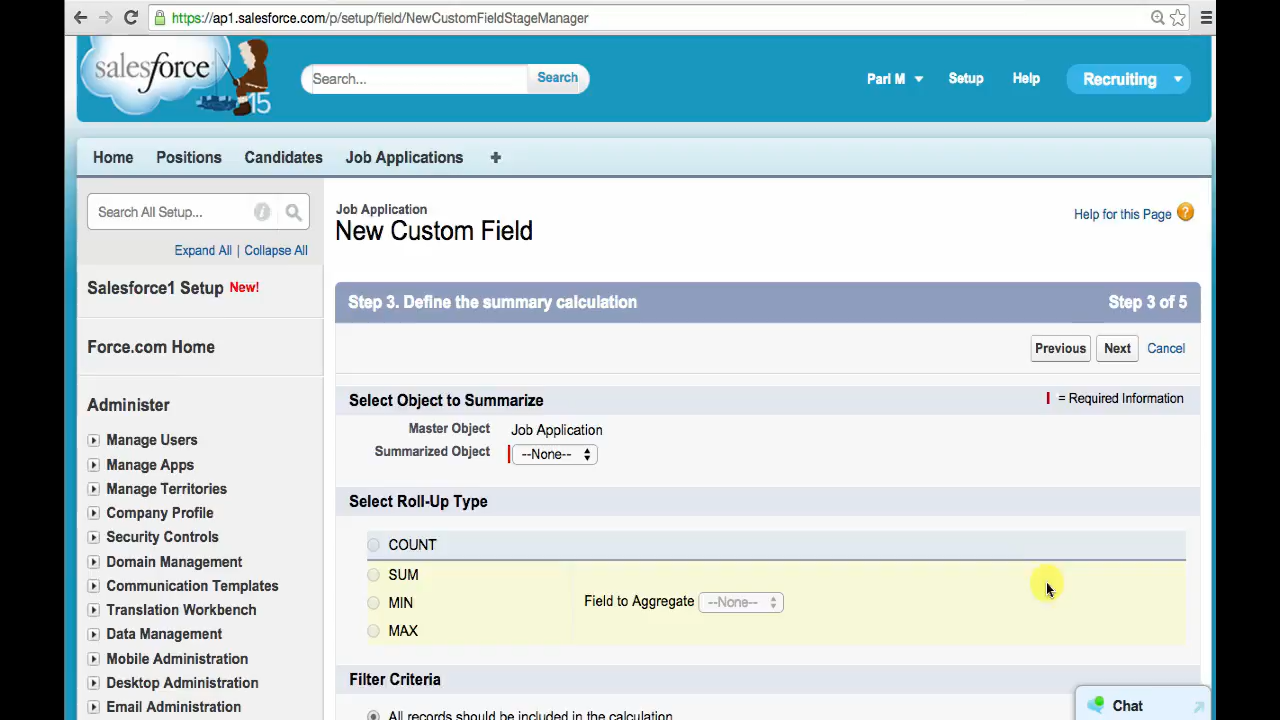 https://ap1.salesforce.com/p/setup/field/NewCustomFieldStageManager
salesforce
15
Search...
Search
Parl M
Setup
Help
Recruiting
Home
Positions
Candidates
Job Applications
+
Search All Setup...
Expand All | Collapse All
Salesforce1 Setup New!
Force.com Home
Administer
Manage Users
Manage Apps
Manage Territories
Company Profile
Security Controls
Domain Management
Communication Templates
Translation Workbench
Data Management
Mobile Administration
Desktop Administration
Email Administration
Job Application
New Custom Field
Help for this Page ?
Step 3. Define the summary calculation
Step 3 of 5
Previous
Next
Cancel
Select Object to Summarize
= Required Information
Master Object
Job Application
Summarized Object
--None--
Select Roll-Up Type
COUNT
SUM
MIN
MAX
Field to Aggregate
--None--
Filter Criteria
All records should be included in the calculation
Chat